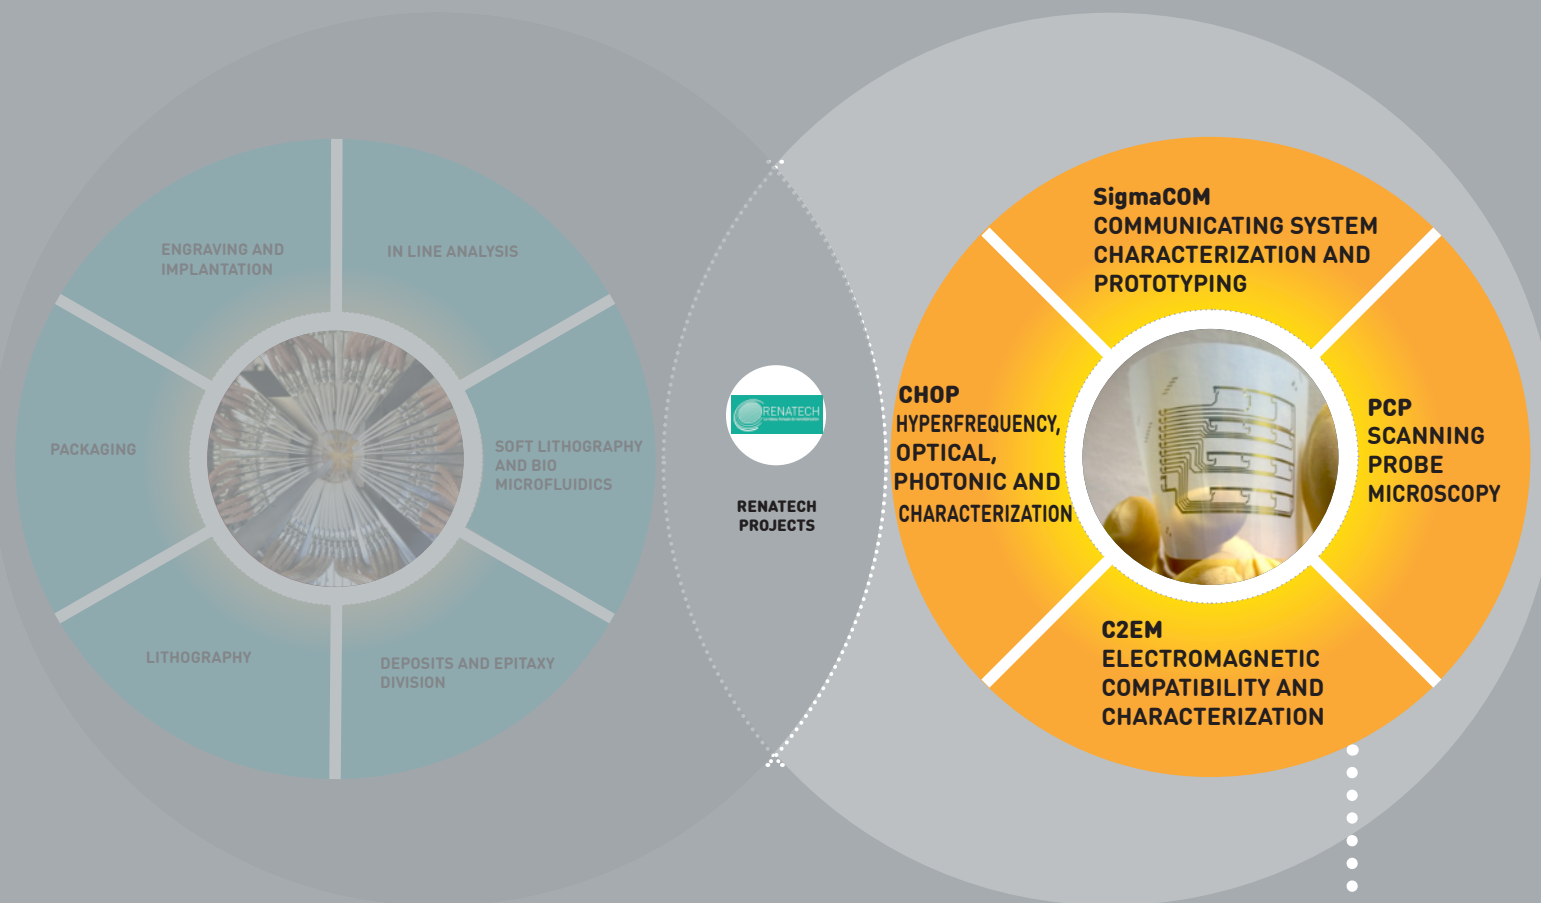 ENGRAVING AND
IMPLANTATION
IN LINE ANALYSIS
PACKAGING
SOFT LITHOGRAPHY
AND BIO
MICROFLUIDICS
LITHOGRAPHY
DEPOSITS AND EPITAXY
DIVISION
RENATECH
RENATECH
PROJECTS
SigmaCOM
COMMUNICATING SYSTEM
CHARACTERIZATION AND
PROTOTYPING
CHOP
HYPERFREQUENCY,
OPTICAL,
PHOTONIC AND
CHARACTERIZATION
PCP
SCANNING
PROBE
MICROSCOPY
C2EM
ELECTROMAGNETIC
COMPATIBILITY AND
CHARACTERIZATION